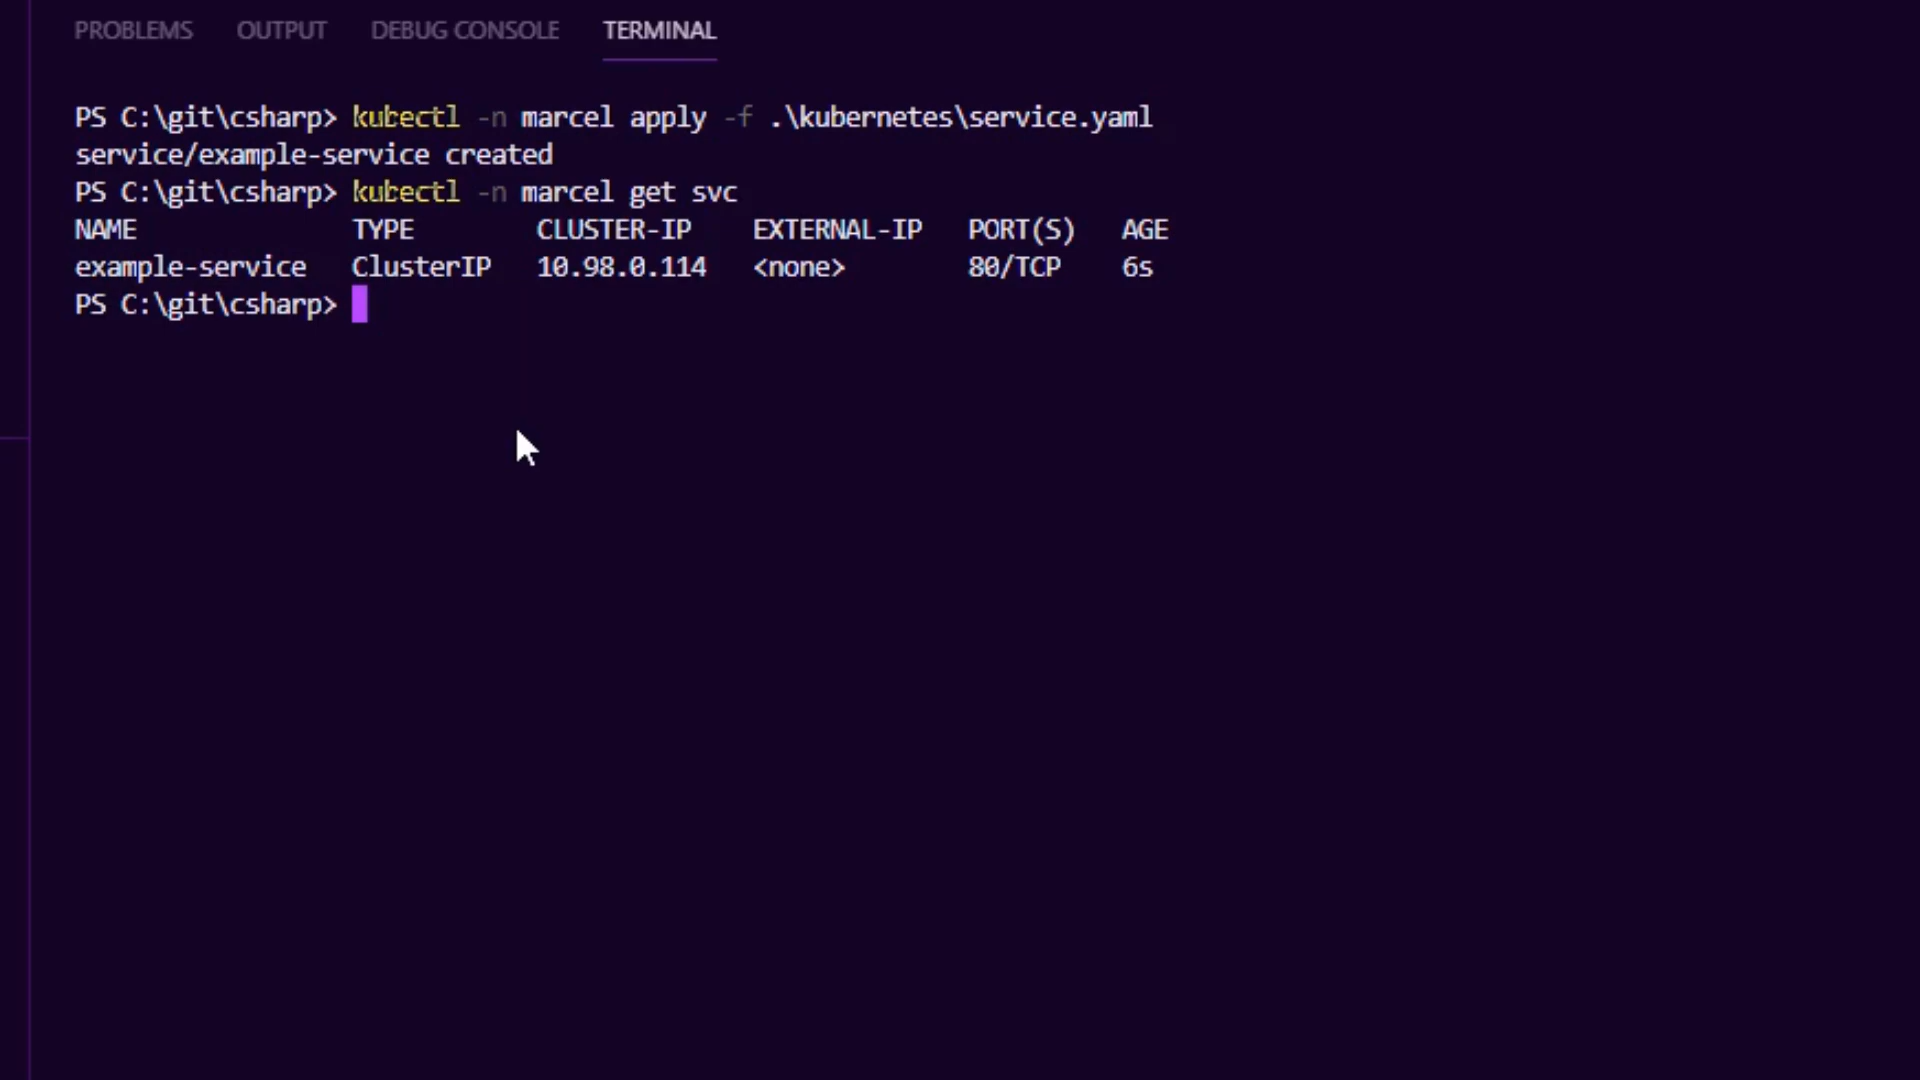 PROBLEMS OUTPUT DEBUG CONSOLE TERMINAL
PS C:\git\csharp> kubectl -n marcel apply -f .\kubernetes\service.yaml
service/example-service created
PS C:\git\csharp> kubectl -n marcel get svc
NAME TYPE CLUSTER-IP EXTERNAL-IP PORT(S) AGE
example-service ClusterIP 10.98.0.114 <none> 80/TCP 6s
PS C:\git\csharp>